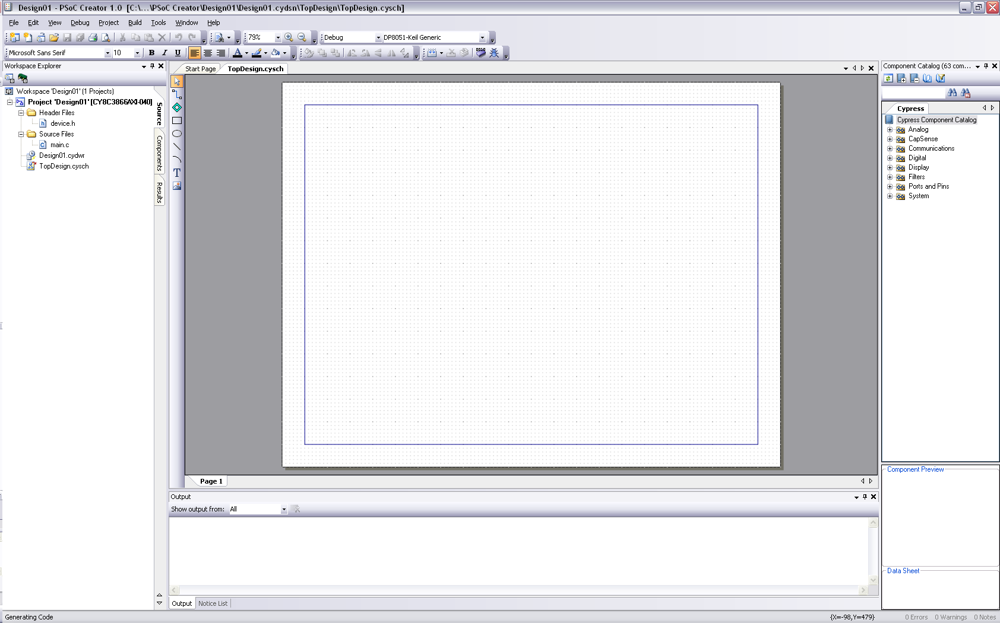 Design01 - PSoC Creator 1.0  [C:\...\PSoC Creator\Design01\Design01.cydsn\TopDesign\TopDesign.cysch]
File Edit View Debug Project Build Tools Window Help
79% Debug DP8051-Keil Generic
Microsoft Sans Serif 10 B I U A
Workspace Explorer
Workspace 'Design01' (1 Projects)
Project 'Design01' [CY8C3866AXI-040]
Header Files
device.h
Source Files
main.c
Design01.cydwr
TopDesign.cysch
Source
Components
Results
Start Page TopDesign.cysch
T
Page 1
Output
Show output from: All
Output Notice List
Component Catalog (63 com...
Cypress
Cypress Component Catalog
Analog
CapSense
Communications
Digital
Display
Filters
Ports and Pins
System
Component Preview
Data Sheet
Generating Code {X=-98,Y=479} 0 Errors 0 Warnings 0 Notes